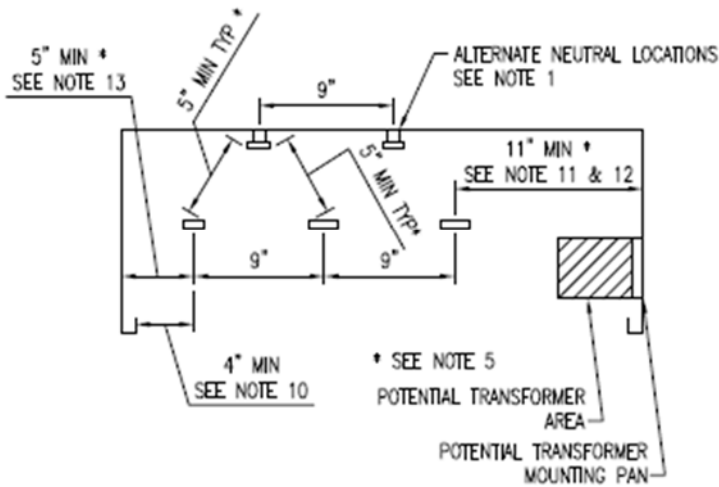 5" MIN *
SEE NOTE 13
5" MIN TYP *
9"
ALTERNATE NEUTRAL LOCATIONS
SEE NOTE 1
5" MIN TYP*
11" MIN *
SEE NOTE 11 & 12
9"
9"
4" MIN
SEE NOTE 10
* SEE NOTE 5
POTENTIAL TRANSFORMER
AREA
POTENTIAL TRANSFORMER
MOUNTING PAN